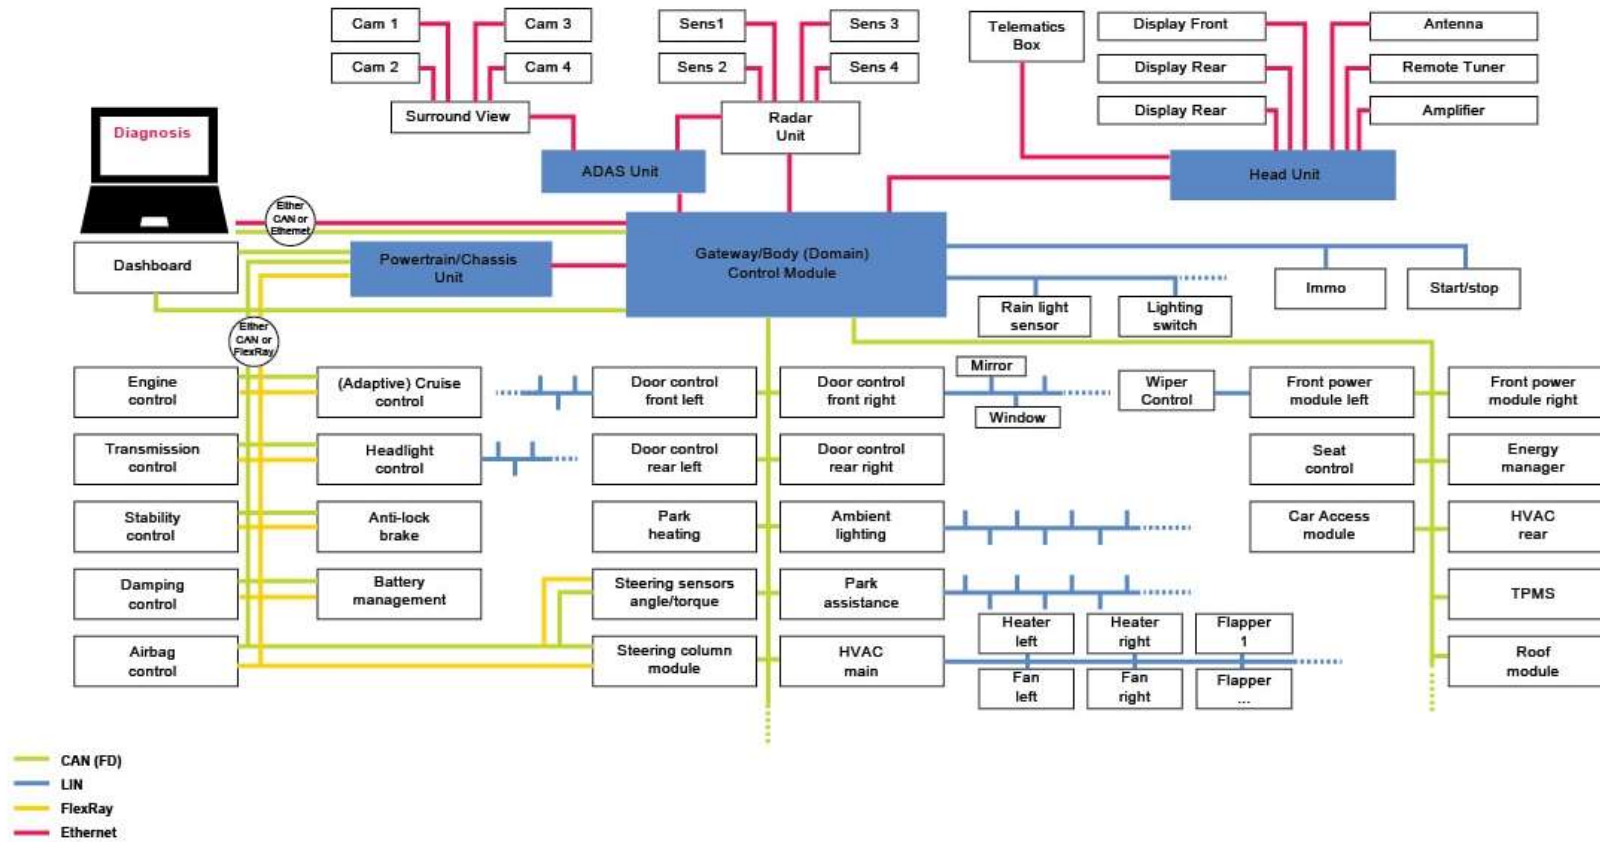 Cam 1
Cam 3
Cam 2
Cam 4
Surround View
Sens1
Sens 3
Sens 2
Sens 4
Radar
Unit
Telematics
Box
Display Front
Display Rear
Display Rear
Antenna
Remote Tuner
Amplifier
Diagnosis
ADAS Unit
Head Unit
Either
CAN or
Ethernet
Dashboard
Powertrain/Chassis
Unit
Gateway/Body (Domain)
Control Module
Immo
Start/stop
Rain light
sensor
Lighting
switch
Either
CAN or
FlexRay
Engine
control
(Adaptive) Cruise
control
Door control
front left
Door control
front right
Mirror
Window
Wiper
Control
Front power
module left
Front power
module right
Transmission
control
Headlight
control
Door control
rear left
Door control
rear right
Seat
control
Energy
manager
Stability
control
Anti-lock
brake
Park
heating
Ambient
lighting
Car Access
module
HVAC
rear
Damping
control
Battery
management
Steering sensors
angle/torque
Park
assistance
TPMS
Heater
left
Heater
right
Flapper
1
Airbag
control
Steering column
module
HVAC
main
Fan
left
Fan
right
Flapper
...
Roof
module
CAN (FD)
LIN
FlexRay
Ethernet